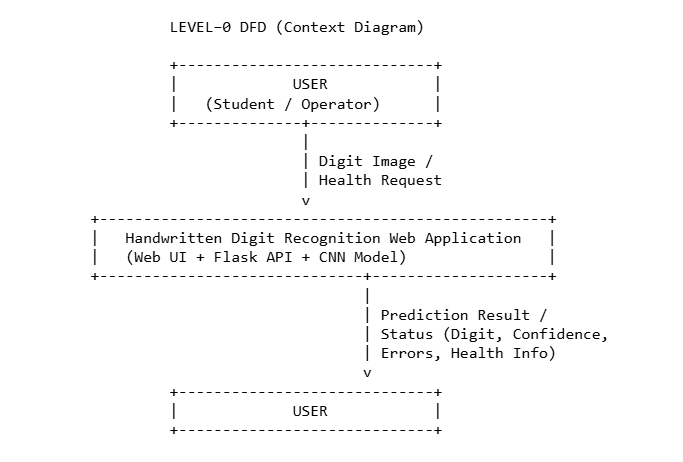 LEVEL-0 DFD (Context Diagram)
USER
(Student / Operator)
Digit Image /
Health Request
Handwritten Digit Recognition Web Application
(Web UI + Flask API + CNN Model)
Prediction Result /
Status (Digit, Confidence,
Errors, Health Info)
USER